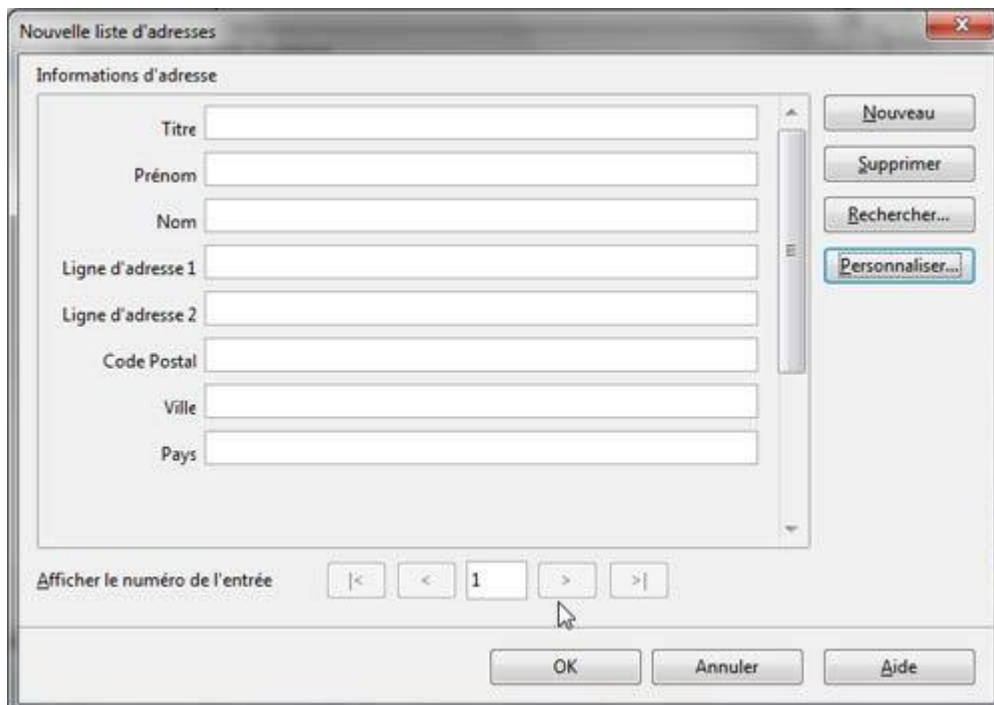 Nouvelle liste d'adresses
Informations d'adresse
Titre
Prénom
Nom
Ligne d'adresse 1
Ligne d'adresse 2
Code Postal
Ville
Pays
Nouveau
Supprimer
Rechercher...
Personnaliser...
Afficher le numéro de l'entrée |< < 1 > >|
OK Annuler Aide